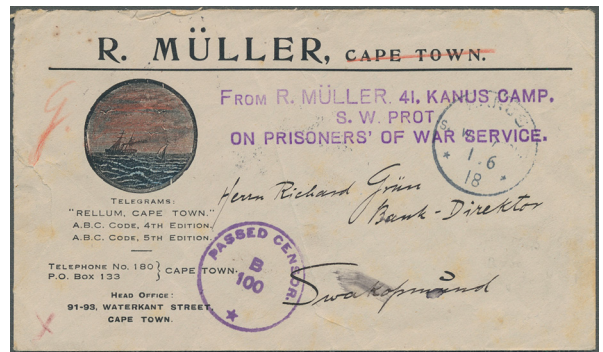 R. MÜLLER, CAPE TOWN.
FROM R. MÜLLER. 41. KANUS CAMP.
S. W. PROT
ON PRISONERS' OF WAR SERVICE.
1.6
18
TELEGRAMS:
"RELLUM, CAPE TOWN."
A.B.C. CODE, 4TH EDITION.
A.B.C. CODE, 5TH EDITION.
TELEPHONE NO. 180
P.O. BOX 133
CAPE TOWN.
HEAD OFFICE:
91-93, WATERKANT STREET,
CAPE TOWN.
Herrn Richard Grün
Bank-Direktor
Swakopmund
PASSED CENSOR.
B
100